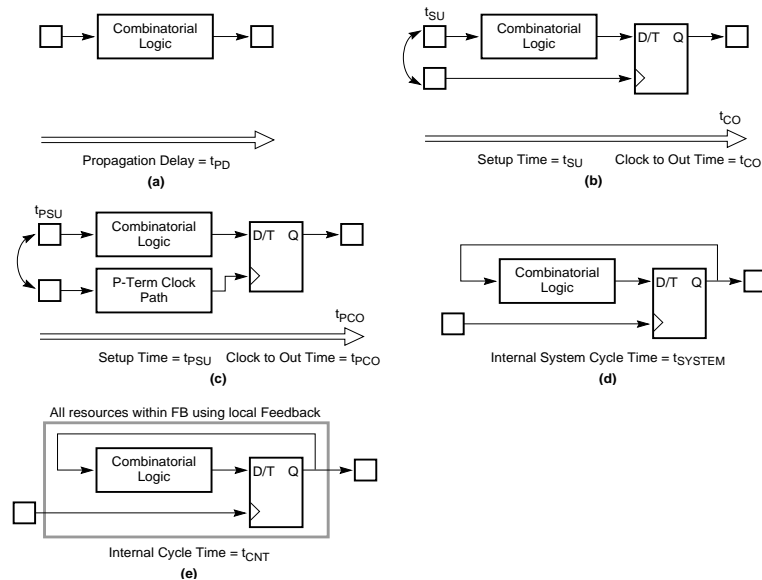 Combinatorial
Logic
Propagation Delay = tPD
(a)
tSU
Combinatorial
Logic
D/T Q
tCO
Setup Time = tSU Clock to Out Time = tCO
(b)
tPSU
Combinatorial
Logic
D/T Q
P-Term Clock
Path
tPCO
Setup Time = tPSU Clock to Out Time = tPCO
(c)
Combinatorial
Logic
D/T Q
Internal System Cycle Time = tSYSTEM
(d)
All resources within FB using local Feedback
Combinatorial
Logic
D/T Q
Internal Cycle Time = tCNT
(e)